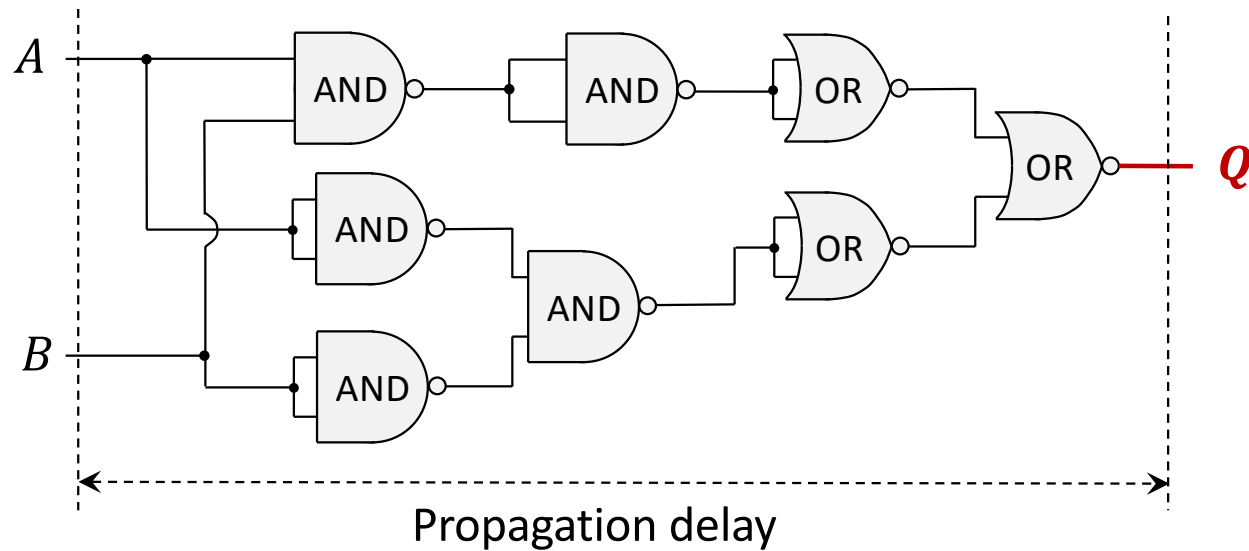 A
AND
AND
OR
OR
Q
AND
OR
AND
B
AND
Propagation delay